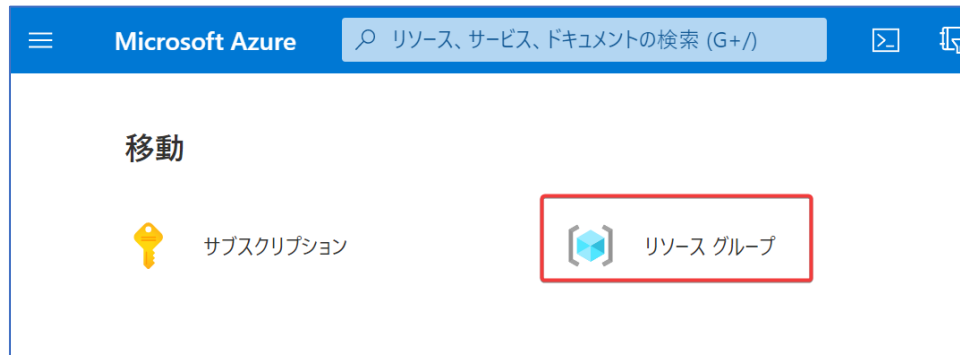 Microsoft Azure
リソース、サービス、ドキュメントの検索 (G+/)
移動
サブスクリプション
リソース グループ